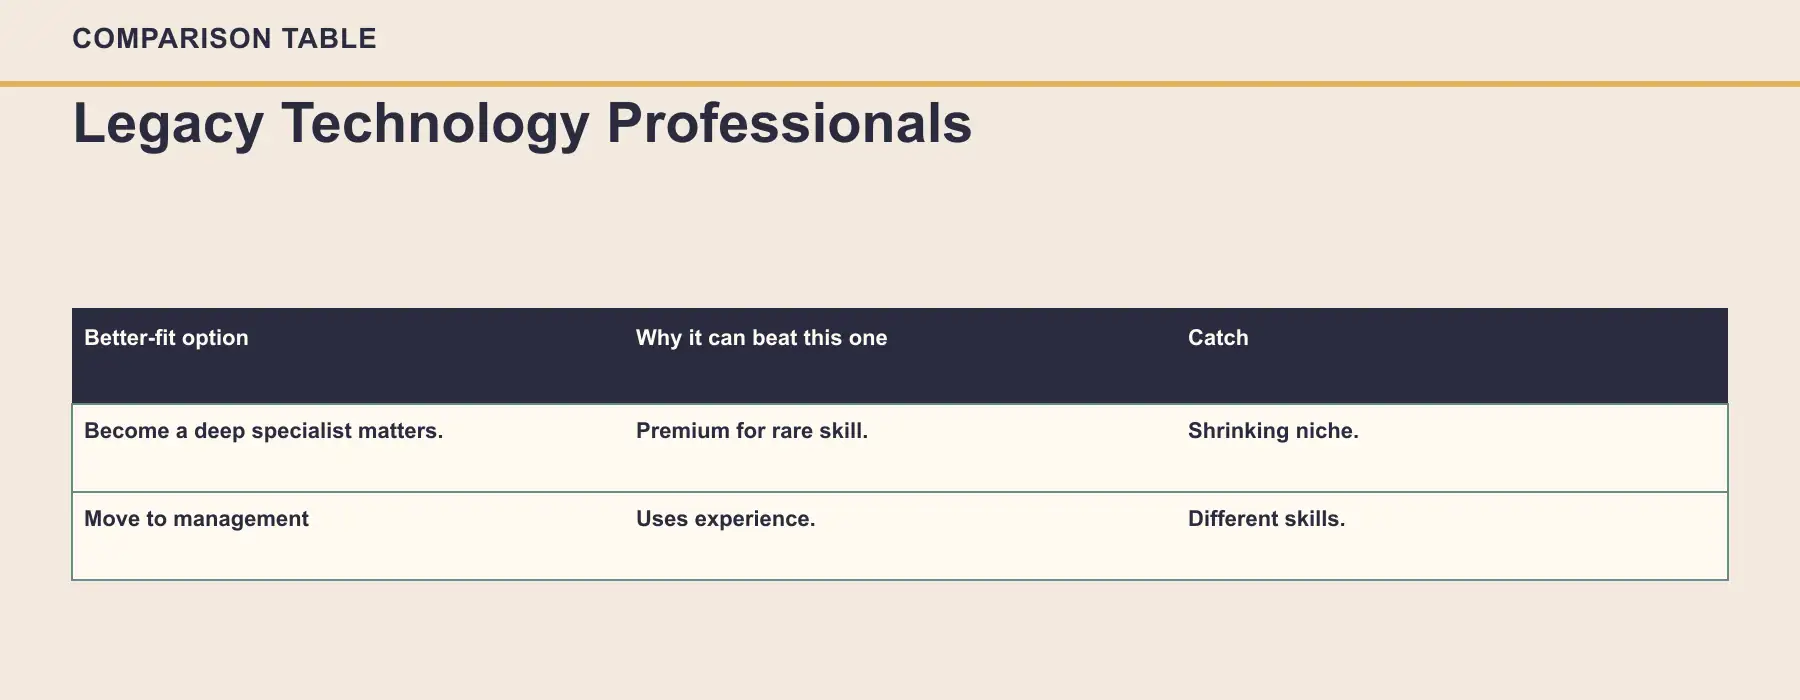 COMPARISON TABLE
Legacy Technology Professionals
Better-fit option Why it can beat this one Catch
Become a deep specialist matters. Premium for rare skill. Shrinking niche.
Move to management Uses experience. Different skills.